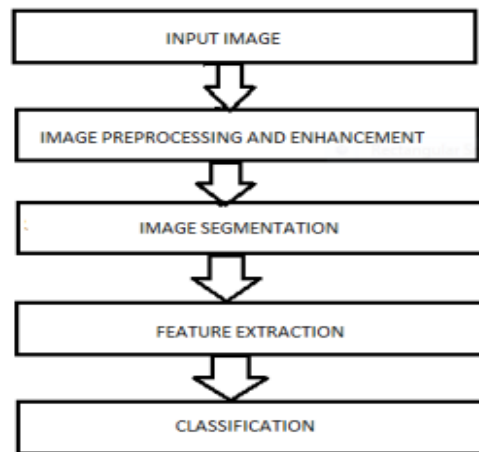 INPUT IMAGE
IMAGE PREPROCESSING AND ENHANCEMENT
IMAGE SEGMENTATION
FEATURE EXTRACTION
CLASSIFICATION